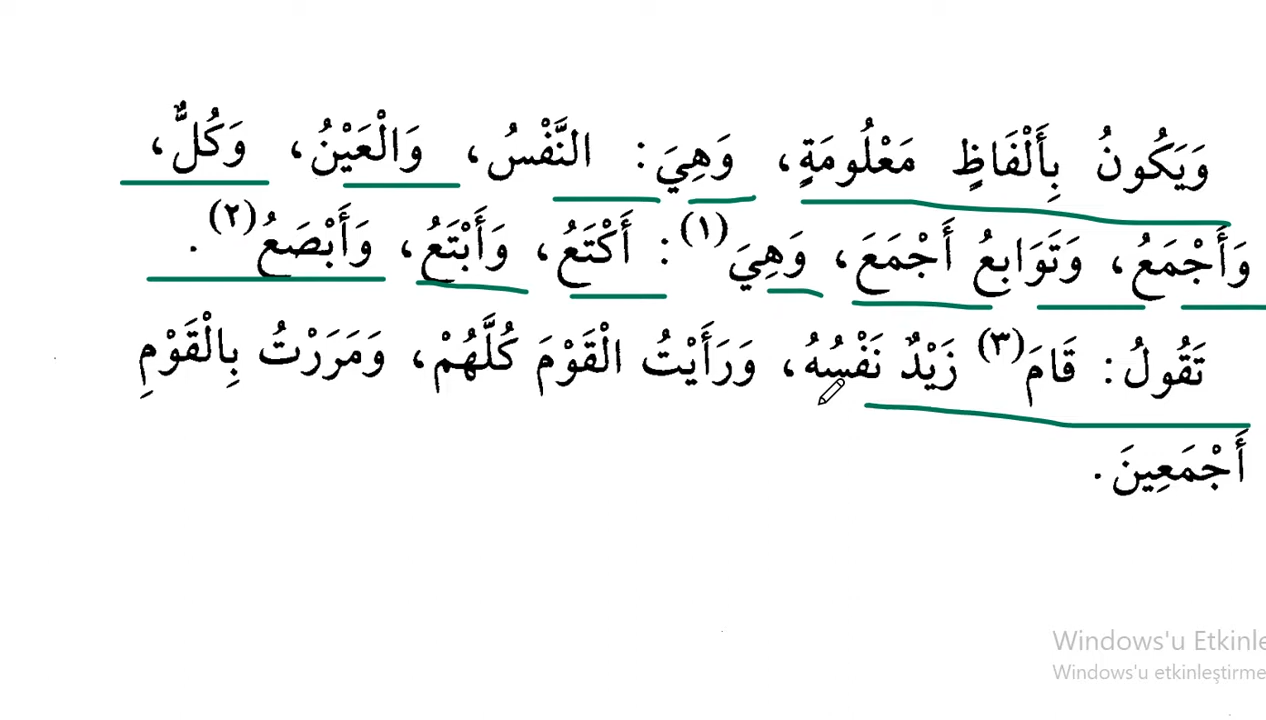 وَيَكُونُ بِأَلْفَاظٍ مَعْلُومَةٍ، وَهِيَ: النَّفْسُ، وَالْعَيْنُ، وَكُلٌّ،
وَأَجْمَعُ، وَتَوَابِعُ أَجْمَعَ، وَهِيَ(١): أَكْتَعُ، وَأَبْتَعُ، وَأَبْصَعُ(٢).
تَقُولُ: قَامَ(٣) زَيْدٌ نَفْسُهُ، وَرَأَيْتُ الْقَوْمَ كُلَّهُمْ، وَمَرَرْتُ بِالْقَوْمِ
أَجْمَعِينَ.
Windows'u Etkinle
Windows'u etkinleştirme